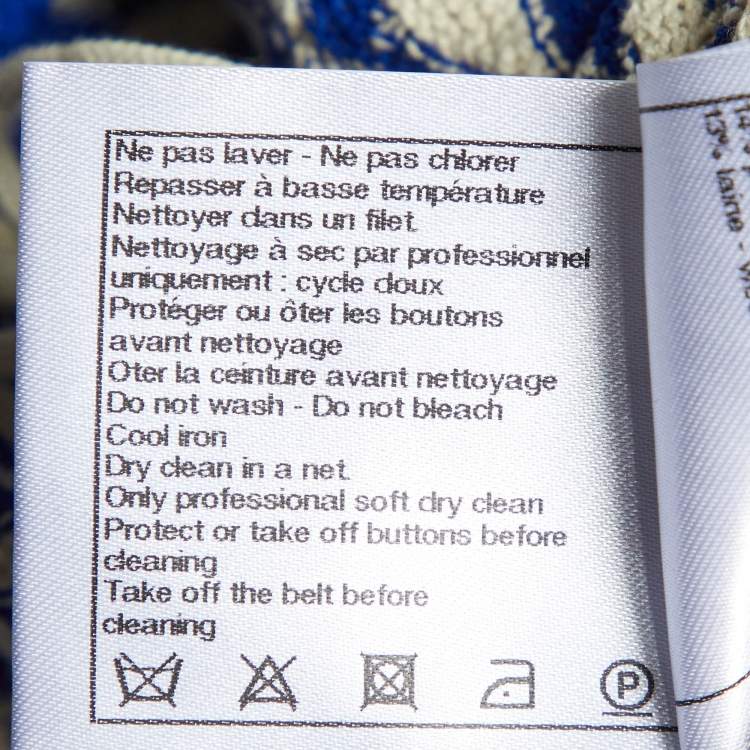 Ne pas laver - Ne pas chlorer
Repasser à basse température
Nettoyer dans un filet
Nettoyage à sec par professionnel
uniquement : cycle doux
Protéger ou ôter les boutons
avant nettoyage
Oter la ceinture avant nettoyage
Do not wash - Do not bleach
Cool iron
Dry clean in a net
Only professional soft dry clean
Protect or take off buttons before
cleaning
Take off the belt before
cleaning
P
13% laine -